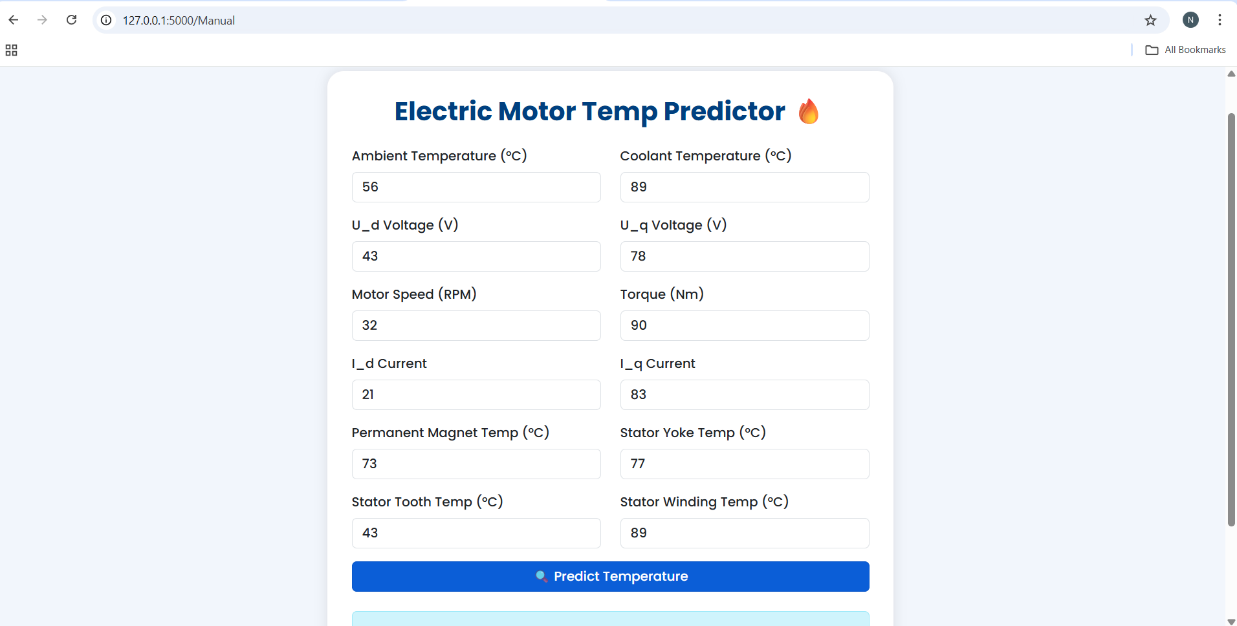 127.0.0.1:5000/Manual
N
All Bookmarks
Electric Motor Temp Predictor 🔥
Ambient Temperature (°C) Coolant Temperature (°C)
56 89
U_d Voltage (V) U_q Voltage (V)
43 78
Motor Speed (RPM) Torque (Nm)
32 90
I_d Current I_q Current
21 83
Permanent Magnet Temp (°C) Stator Yoke Temp (°C)
73 77
Stator Tooth Temp (°C) Stator Winding Temp (°C)
43 89
🔍 Predict Temperature